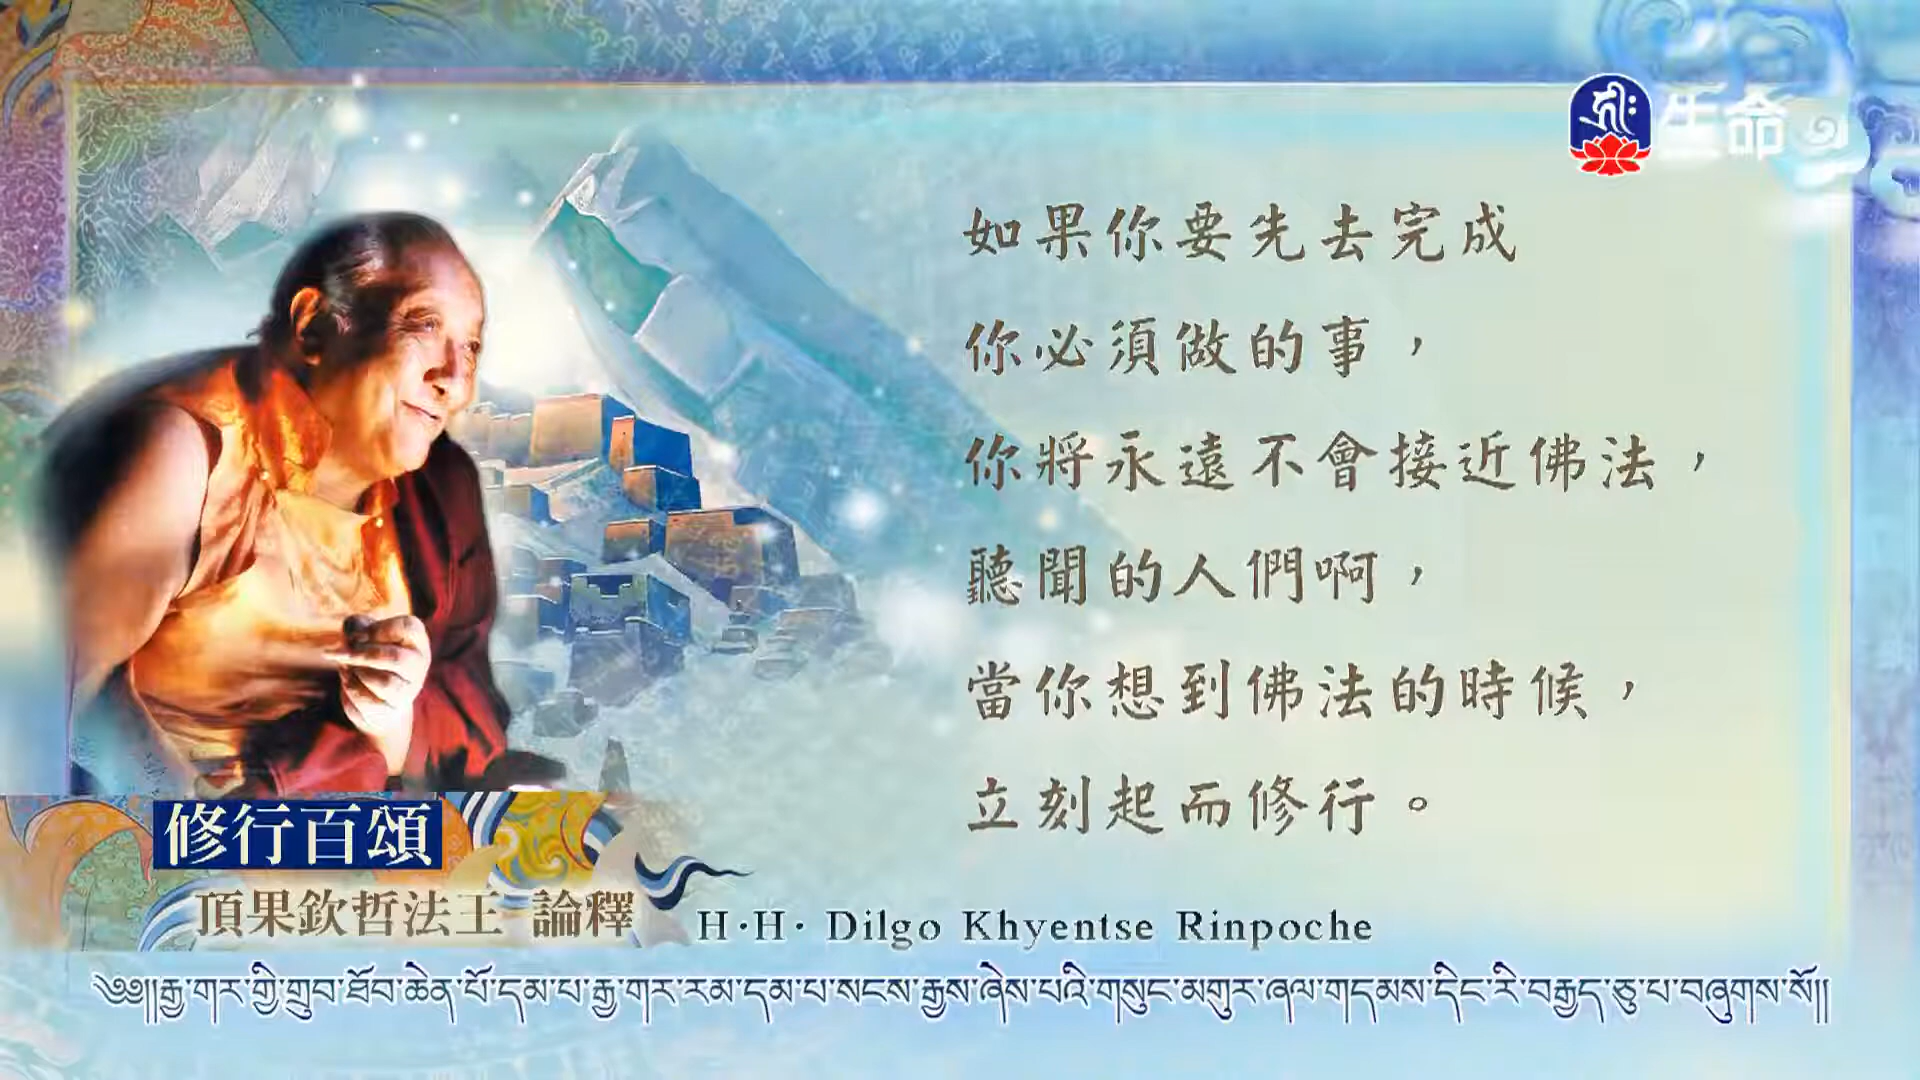 生命
如果你要先去完成
你必須做的事，
你將永遠不會接近佛法，
聽聞的人們啊，
當你想到佛法的時候，
立刻起而修行。
修行百頌
頂果欽哲法王 論釋
H·H· Dilgo Khyentse Rinpoche
༄༅།།རྒྱ་གར་གྱི་གྲུབ་ཐོབ་ཆེན་པོ་དམ་པ་རྒྱ་གར་རམ་དམ་པ་སངས་རྒྱས་ཞེས་པའི་གསུང་མགུར་ཞལ་གདམས་དིང་རི་བརྒྱད་ཅུ་པ་བཞུགས་སོ།།